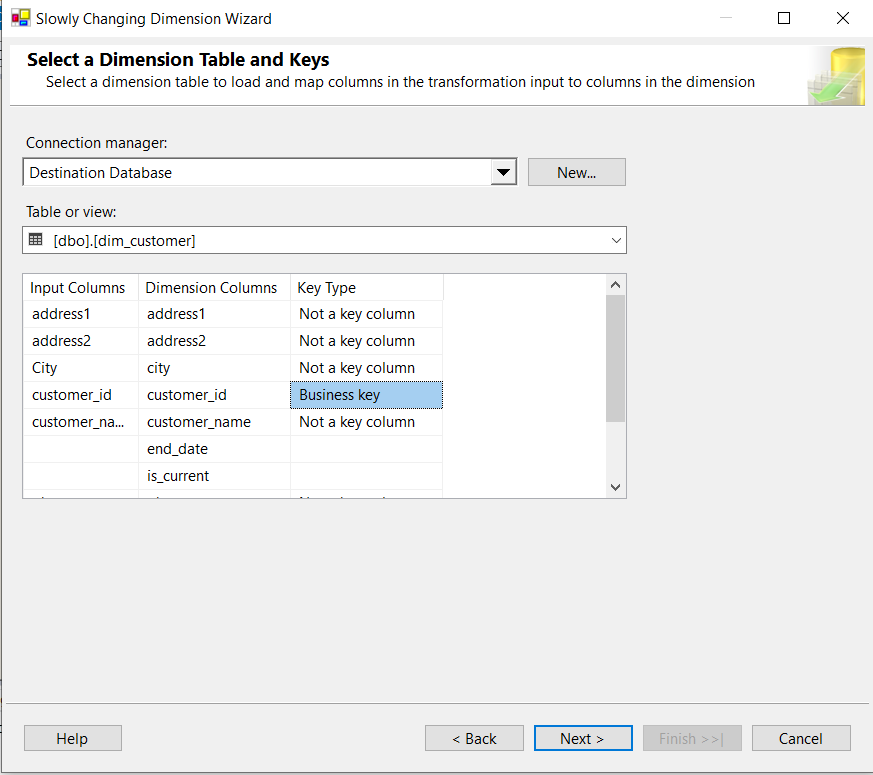 Slowly Changing Dimension Wizard
Select a Dimension Table and Keys
Select a dimension table to load and map columns in the transformation input to columns in the dimension
Connection manager:
Destination Database
New...
Table or view:
[dbo].[dim_customer]
Input Columns Dimension Columns Key Type
address1 address1 Not a key column
address2 address2 Not a key column
City city Not a key column
customer_id customer_id Business key
customer_na... customer_name Not a key column
end_date
is_current
Help < Back Next > Finish >>| Cancel